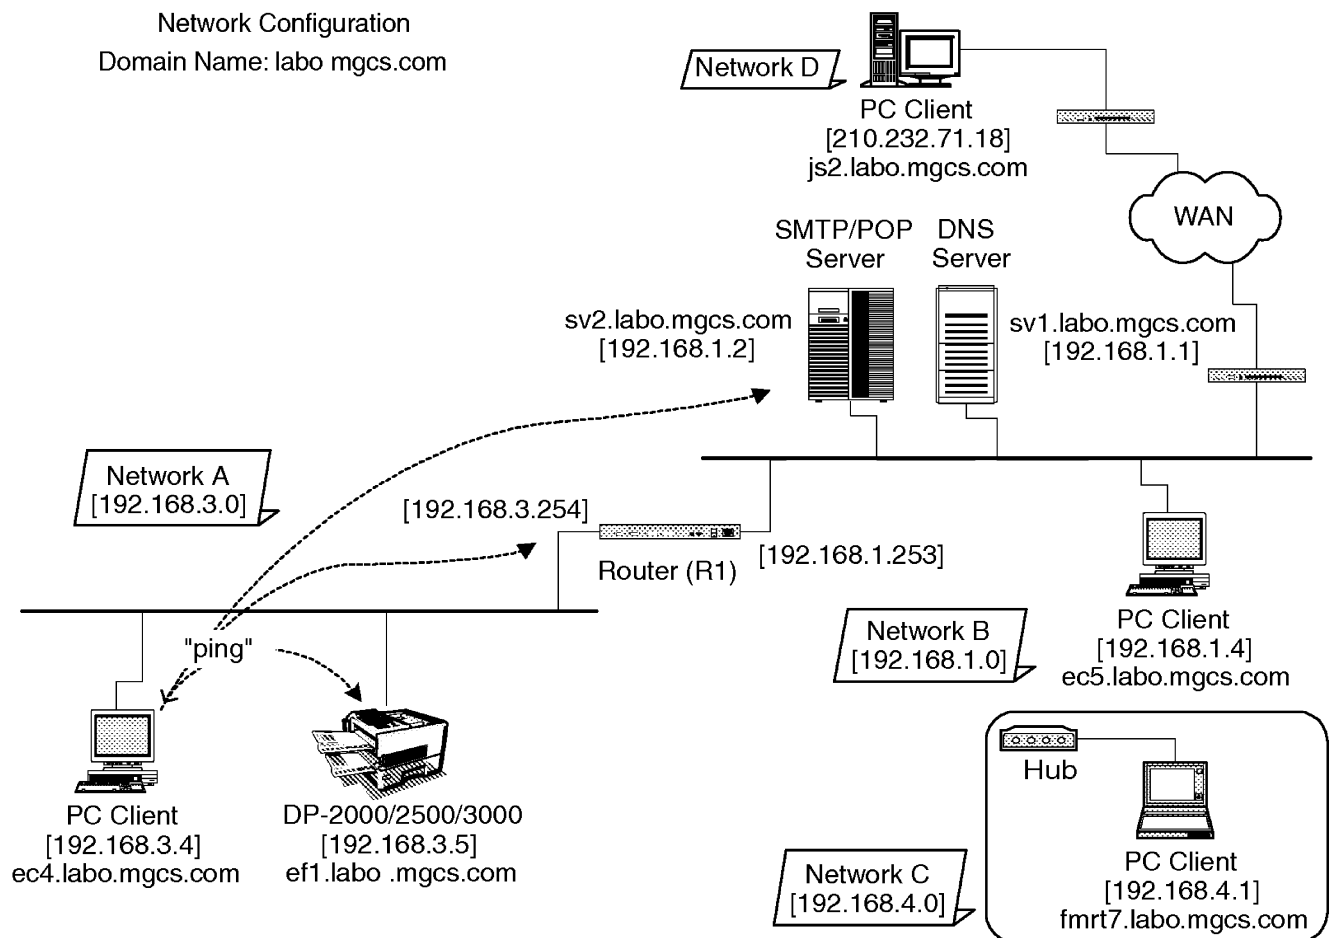 Network Configuration
Domain Name: labo mgcs.com
Network D
PC Client
[210.232.71.18]
js2.labo.mgcs.com
WAN
SMTP/POP
Server
DNS
Server
sv2.labo.mgcs.com
[192.168.1.2]
sv1.labo.mgcs.com
[192.168.1.1]
Network A
[192.168.3.0]
[192.168.3.254]
Router (R1)
[192.168.1.253]
"ping"
PC Client
[192.168.3.4]
ec4.labo.mgcs.com
DP-2000/2500/3000
[192.168.3.5]
ef1.labo .mgcs.com
Network B
[192.168.1.0]
PC Client
[192.168.1.4]
ec5.labo.mgcs.com
Hub
Network C
[192.168.4.0]
PC Client
[192.168.4.1]
fmrt7.labo.mgcs.com